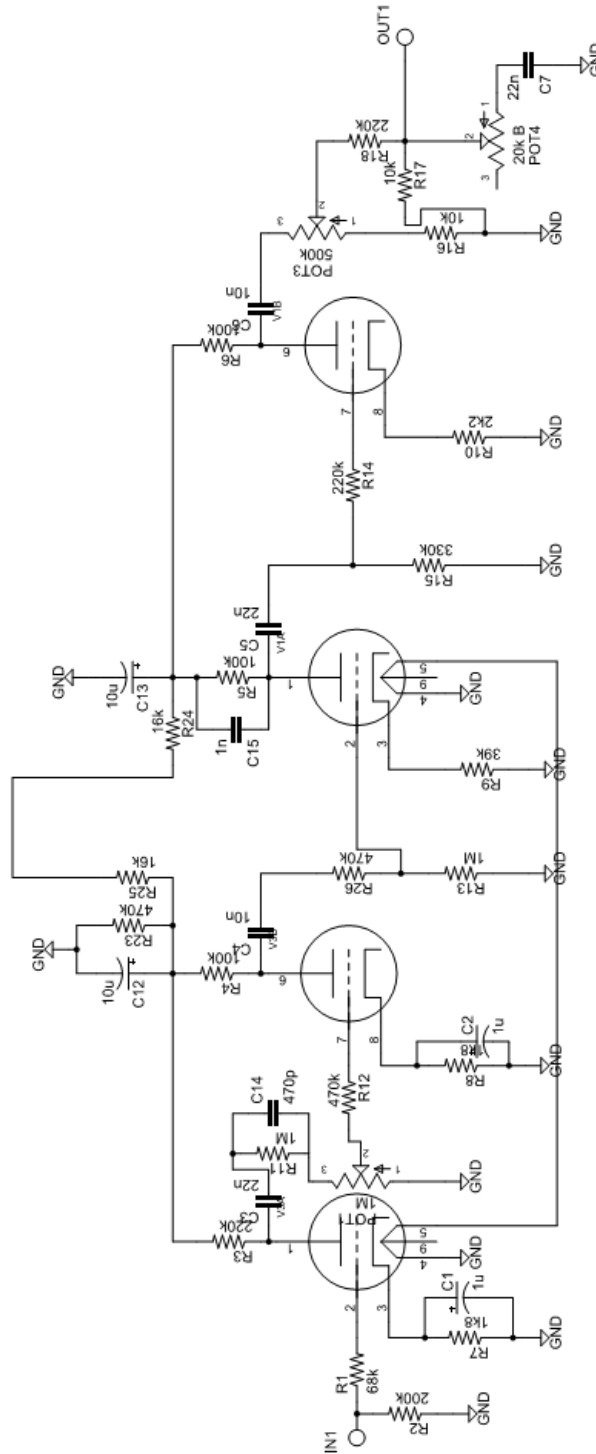 IN1
R1
68k
R2
200k
GND
R3
220k
C3
22n
V3A
1
2
3
4
9
5
GND
R7
1k8
C1
1u
GND
C14
470p
R11
1M
3
2
1
1M
POT1
GND
R12
470k
GND
10u
C12
R23
470k
R25
16k
R4
100k
C4
10n
6
7
8
R8
1k8
C2
1u
GND
R26
470k
R13
1M
GND
GND
10u
C13
16k
R24
1n
C15
R5
100k
C5
22n
V1A
1
2
3
4
9
5
GND
R9
39k
GND
R15
330k
GND
220k
R14
R6
100k
C6
10n
V1B
6
7
8
R10
2k2
GND
POT3
500k
3
2
1
R18
220k
10k
R17
R16
10k
GND
OUT1
3
2
1
20k B
POT4
22n
C7
GND